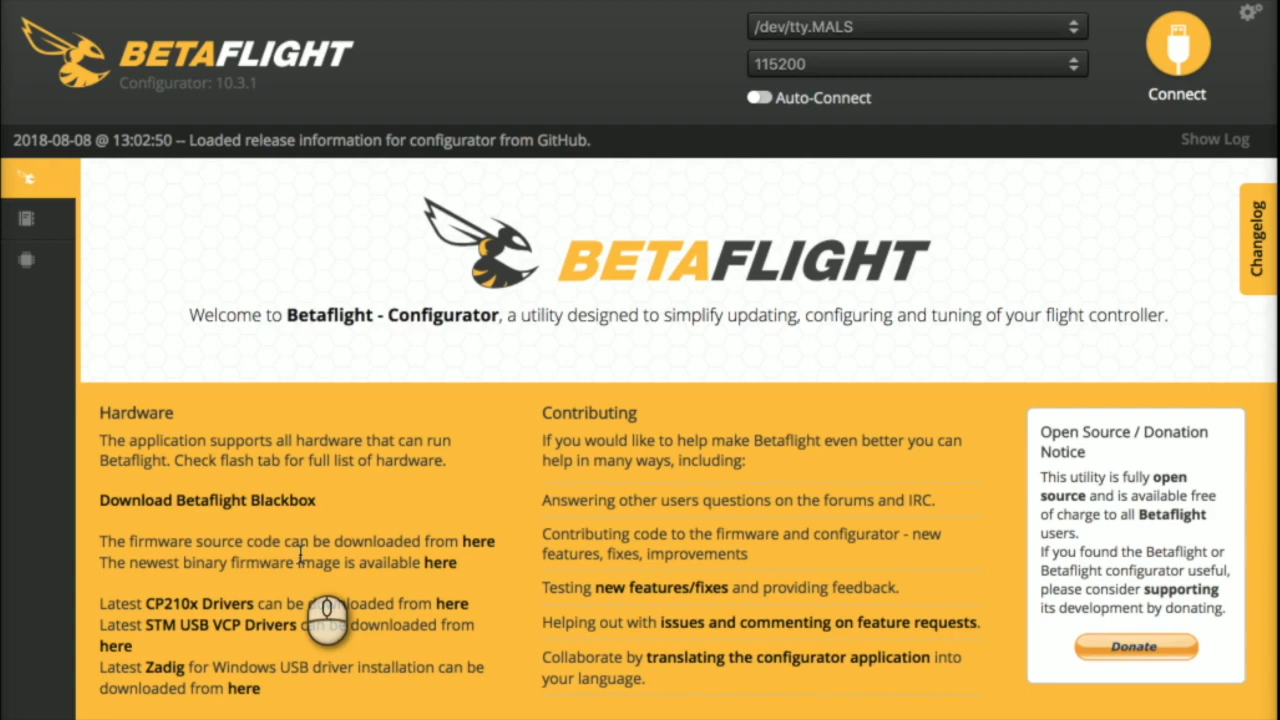 BETAFLIGHT
Configurator: 10.3.1
/dev/tty.MALS
115200
Auto-Connect
Connect
2018-08-08 @ 13:02:50 -- Loaded release information for configurator from GitHub.
Show Log
Changelog
BETAFLIGHT
Welcome to Betaflight - Configurator, a utility designed to simplify updating, configuring and tuning of your flight controller.
Hardware
The application supports all hardware that can run
Betaflight. Check flash tab for full list of hardware.
Download Betaflight Blackbox
The firmware source code can be downloaded from here
The newest binary firmware image is available here
Latest CP210x Drivers can be downloaded from here
Latest STM USB VCP Drivers can be downloaded from
here
Latest Zadig for Windows USB driver installation can be
downloaded from here
Contributing
If you would like to help make Betaflight even better you can
help in many ways, including:
Answering other users questions on the forums and IRC.
Contributing code to the firmware and configurator - new
features, fixes, improvements
Testing new features/fixes and providing feedback.
Helping out with issues and commenting on feature requests.
Collaborate by translating the configurator application into
your language.
Open Source / Donation
Notice
This utility is fully open
source and is available free
of charge to all Betaflight
users.
If you found the Betaflight or
Betaflight configurator useful,
please consider supporting
its development by donating.
Donate